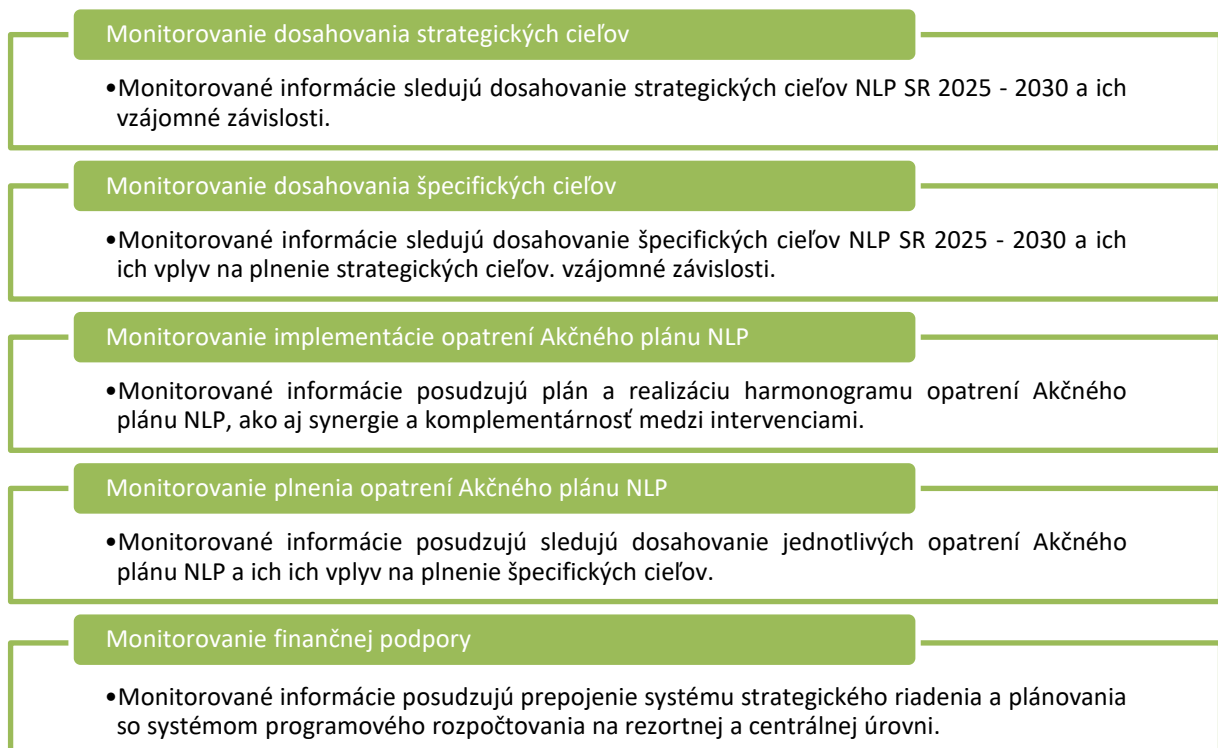 Monitorovanie dosahovania strategických cieľov
•Monitorované informácie sledujú dosahovanie strategických cieľov NLP SR 2025 - 2030 a ich
vzájomné závislosti.
Monitorovanie dosahovania špecifických cieľov
•Monitorované informácie sledujú dosahovanie špecifických cieľov NLP SR 2025 - 2030 a ich
ich vplyv na plnenie strategických cieľov. vzájomné závislosti.
Monitorovanie implementácie opatrení Akčného plánu NLP
•Monitorované informácie posudzujú plán a realizáciu harmonogramu opatrení Akčného
plánu NLP, ako aj synergie a komplementárnosť medzi intervenciami.
Monitorovanie plnenia opatrení Akčného plánu NLP
•Monitorované informácie posudzujú sledujú dosahovanie jednotlivých opatrení Akčného
plánu NLP a ich ich vplyv na plnenie špecifických cieľov.
Monitorovanie finančnej podpory
•Monitorované informácie posudzujú prepojenie systému strategického riadenia a plánovania
so systémom programového rozpočtovania na rezortnej a centrálnej úrovni.